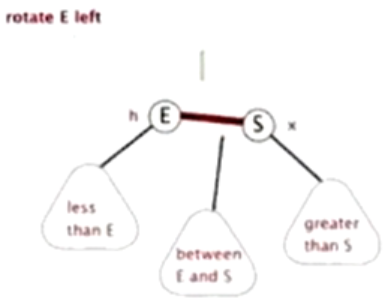 rotate E left
h E S x
less
than E
between
E and S
greater
than S